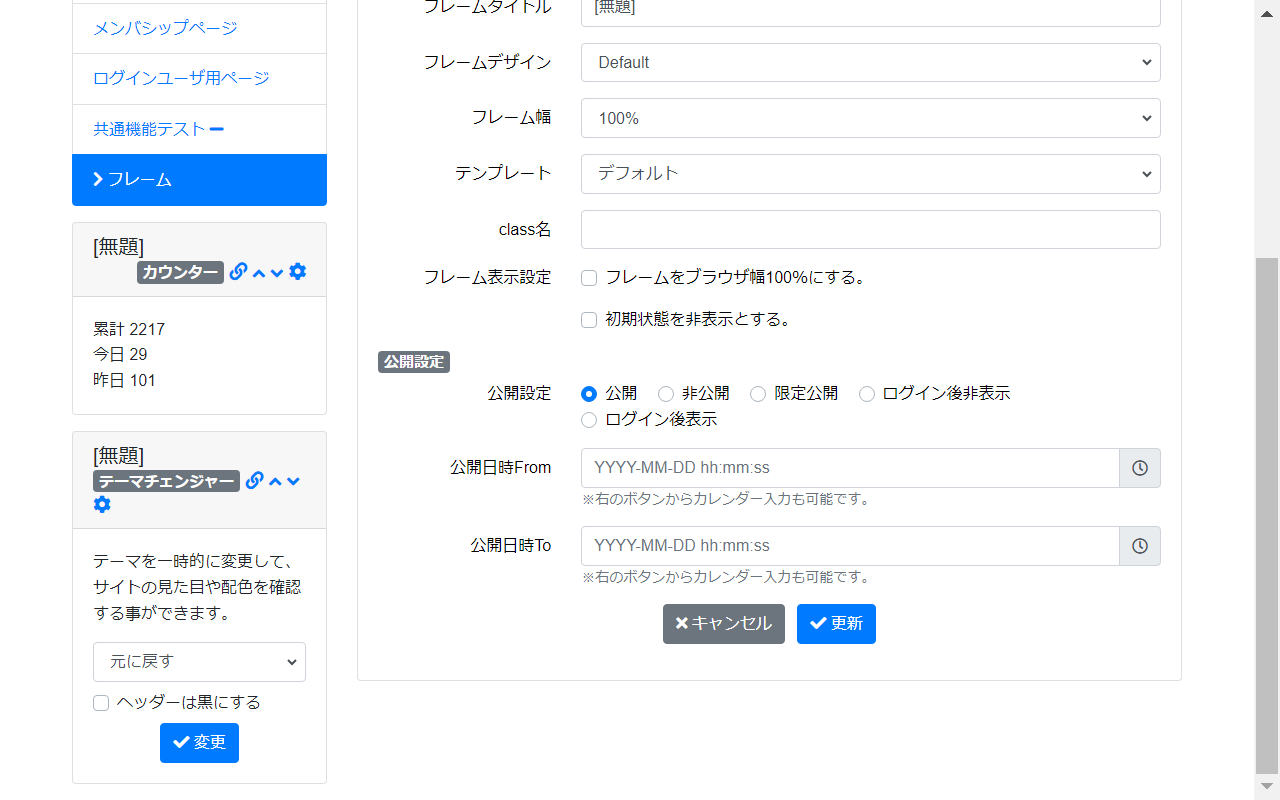 メンバシップページ
ログインユーザ用ページ
共通機能テスト
フレーム
[無題]
カウンター
累計 2217
今日 29
昨日 101
[無題]
テーマチェンジャー
テーマを一時的に変更して、
サイトの見た目や配色を確認
する事ができます。
元に戻す
ヘッダーは黒にする
変更
フレームタイトル [無題]
フレームデザイン Default
フレーム幅 100%
テンプレート デフォルト
class名
フレーム表示設定 フレームをブラウザ幅100%にする。
初期状態を非表示とする。
公開設定
公開設定 公開 非公開 限定公開 ログイン後非表示
ログイン後表示
公開日時From YYYY-MM-DD hh:mm:ss
※右のボタンからカレンダー入力も可能です。
公開日時To YYYY-MM-DD hh:mm:ss
※右のボタンからカレンダー入力も可能です。
キャンセル 更新